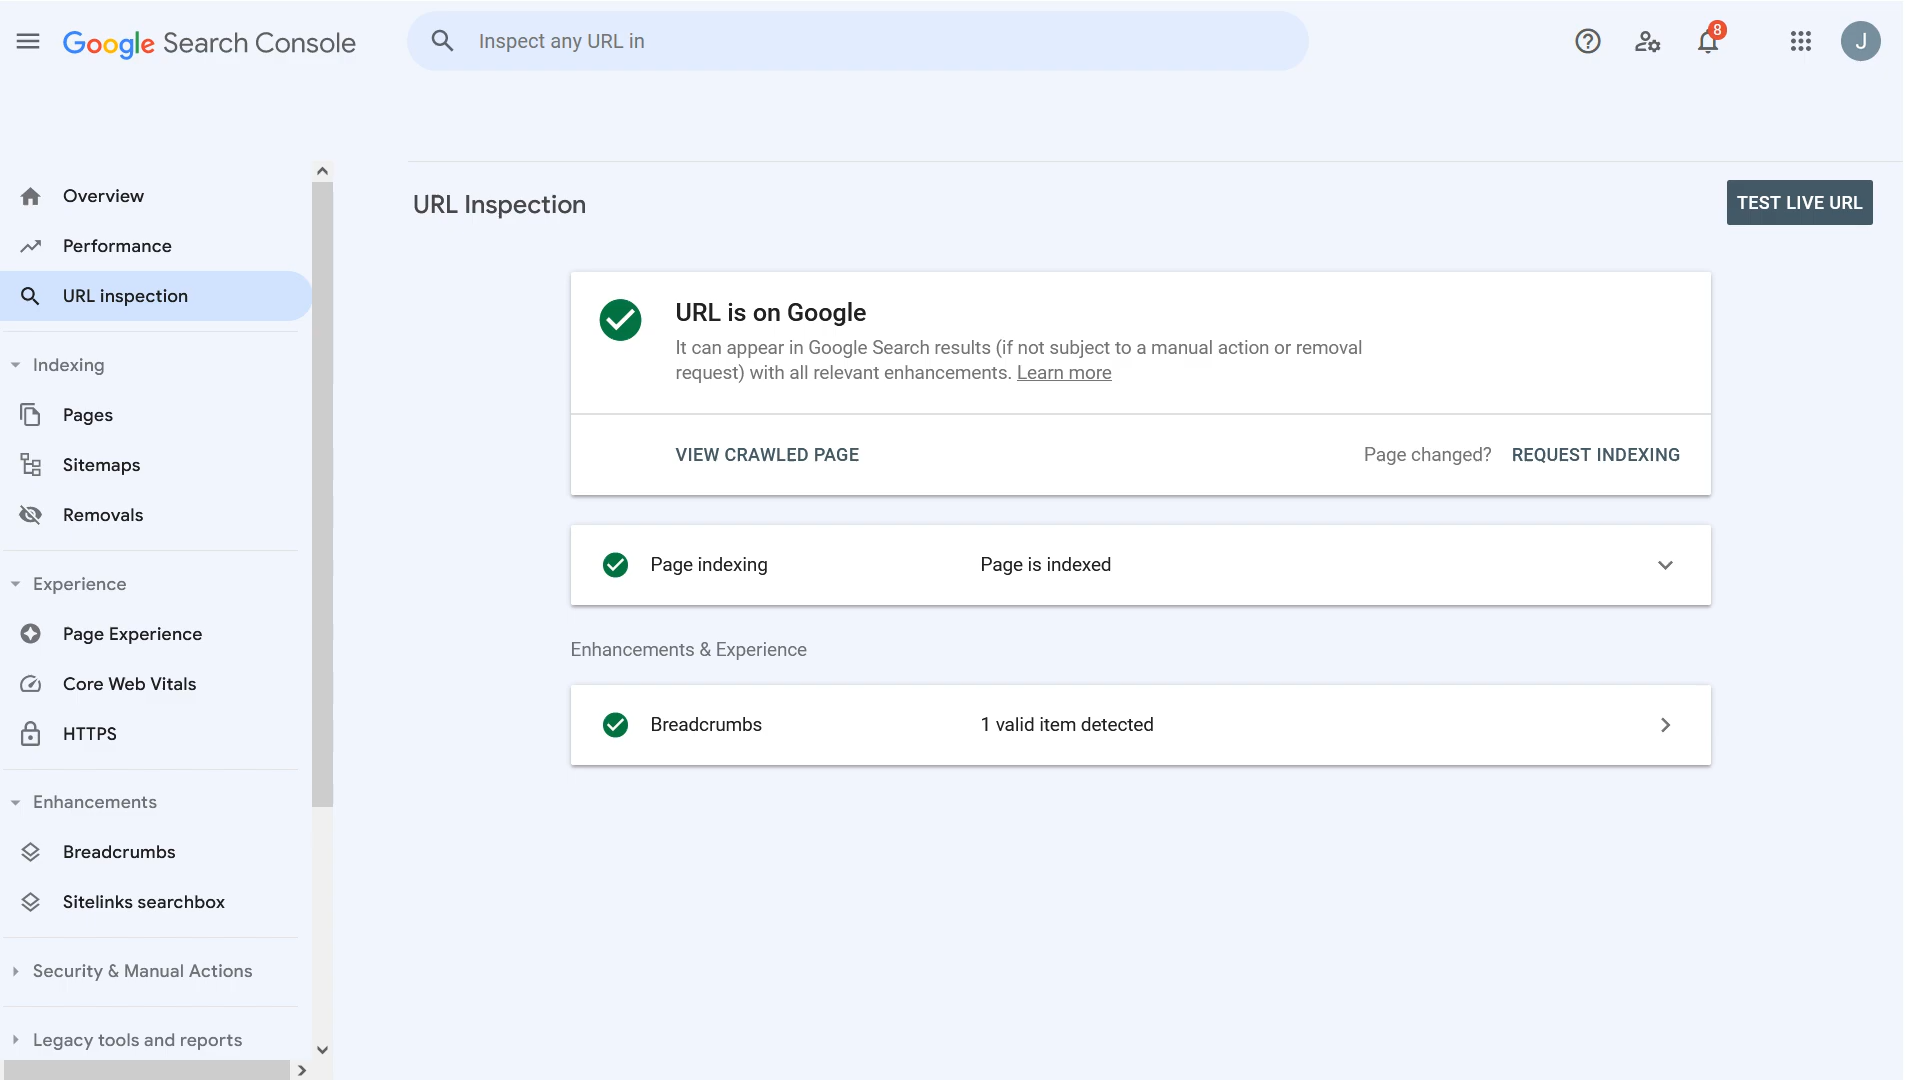 Google Search Console
Inspect any URL in
8
J
Overview
Performance
URL inspection
Indexing
Pages
Sitemaps
Removals
Experience
Page Experience
Core Web Vitals
HTTPS
Enhancements
Breadcrumbs
Sitelinks searchbox
Security & Manual Actions
Legacy tools and reports
URL Inspection
TEST LIVE URL
URL is on Google
It can appear in Google Search results (if not subject to a manual action or removal
request) with all relevant enhancements. Learn more
VIEW CRAWLED PAGE
Page changed? REQUEST INDEXING
Page indexing Page is indexed
Enhancements & Experience
Breadcrumbs 1 valid item detected